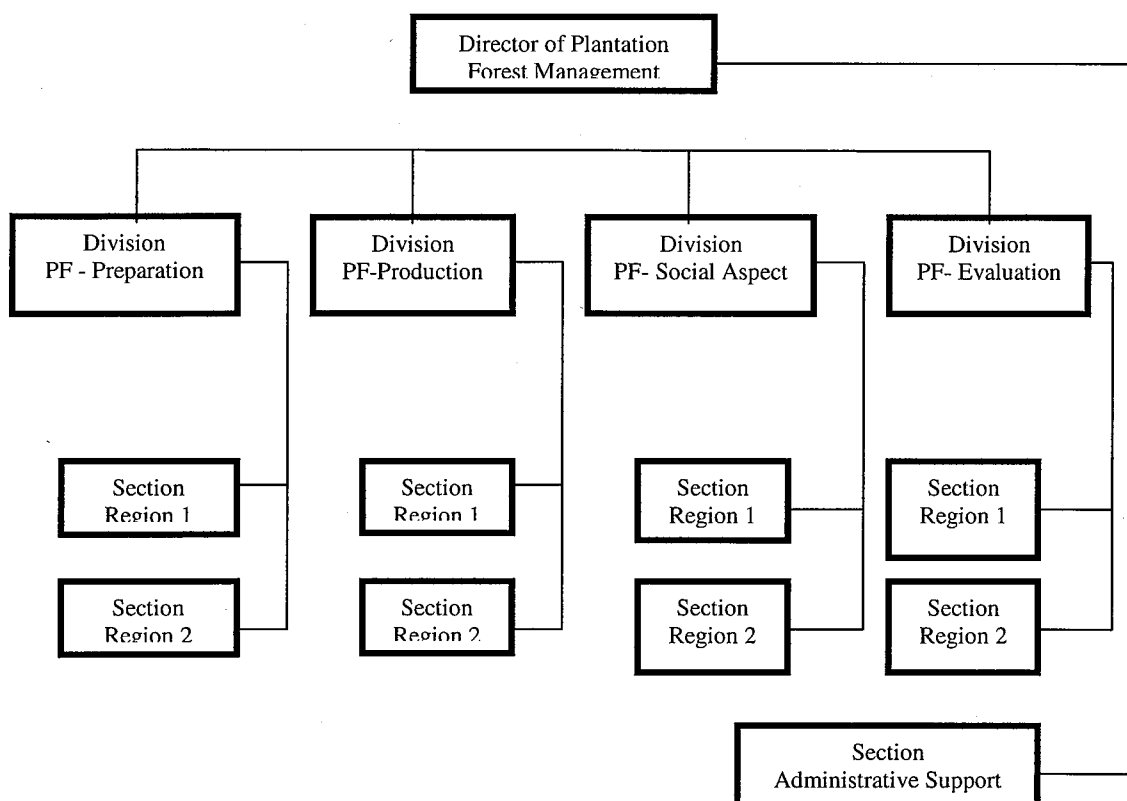 Director of Plantation
Forest Management
Division
PF - Preparation
Division
PF-Production
Division
PF- Social Aspect
Division
PF- Evaluation
Section
Region 1
Section
Region 1
Section
Region 1
Section
Region 1
Section
Region 2
Section
Region 2
Section
Region 2
Section
Region 2
Section
Administrative Support